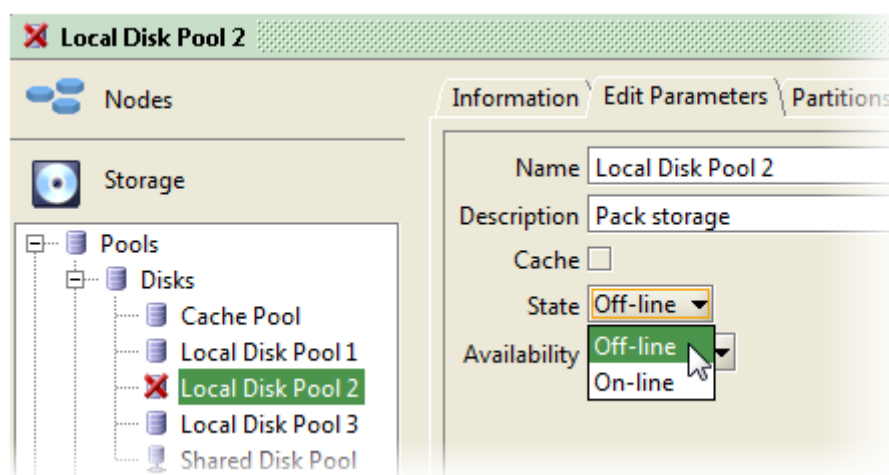 Local Disk Pool 2
Nodes
Storage
Pools
Disks
Cache Pool
Local Disk Pool 1
Local Disk Pool 2
Local Disk Pool 3
Shared Disk Pool
Information Edit Parameters Partitions
Name Local Disk Pool 2
Description Pack storage
Cache
State Off-line
Availability
Off-line
On-line